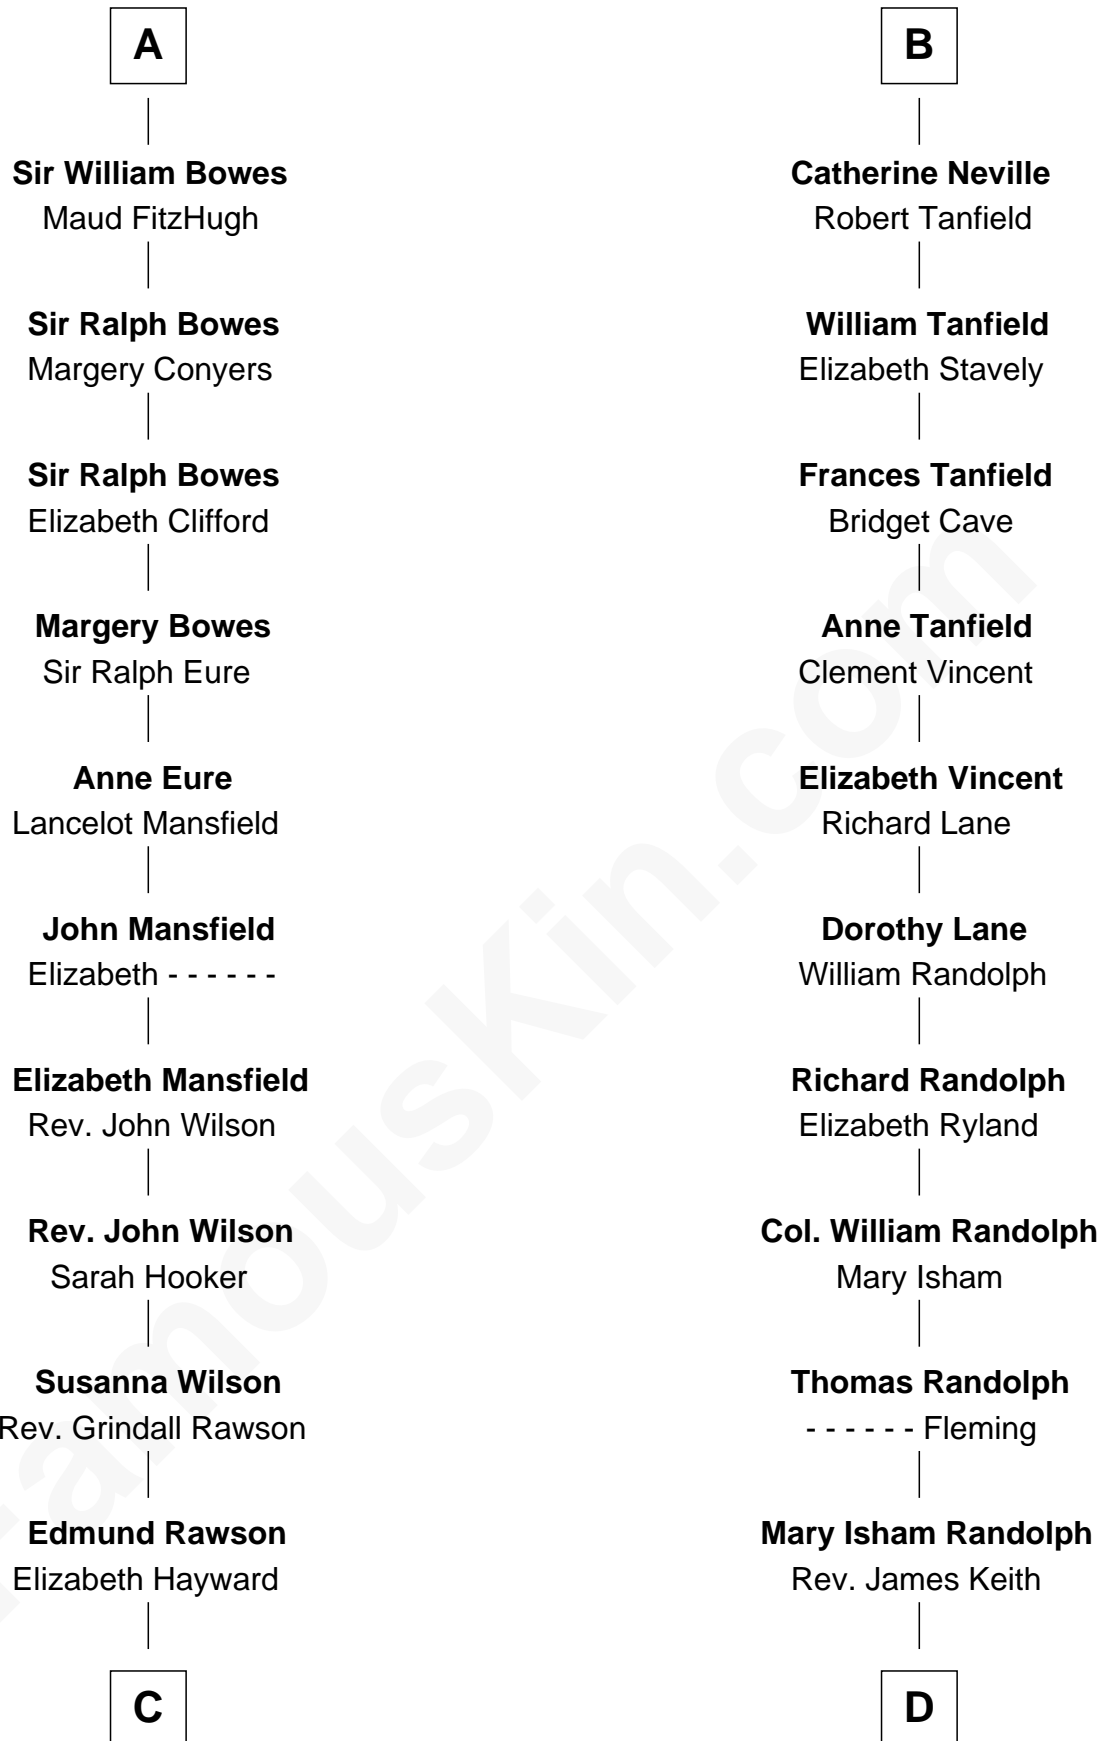 A
Sir William Bowes
Maud FitzHugh
Sir Ralph Bowes
Margery Conyers
Sir Ralph Bowes
Elizabeth Clifford
Margery Bowes
Sir Ralph Eure
Anne Eure
Lancelot Mansfield
John Mansfield
Elizabeth - - - - - -
Elizabeth Mansfield
Rev. John Wilson
Rev. John Wilson
Sarah Hooker
Susanna Wilson
Rev. Grindall Rawson
Edmund Rawson
Elizabeth Hayward
C
B
Catherine Neville
Robert Tanfield
William Tanfield
Elizabeth Stavely
Frances Tanfield
Bridget Cave
Anne Tanfield
Clement Vincent
Elizabeth Vincent
Richard Lane
Dorothy Lane
William Randolph
Richard Randolph
Elizabeth Ryland
Col. William Randolph
Mary Isham
Thomas Randolph
- - - - - - Fleming
Mary Isham Randolph
Rev. James Keith
D
FamousKin.com